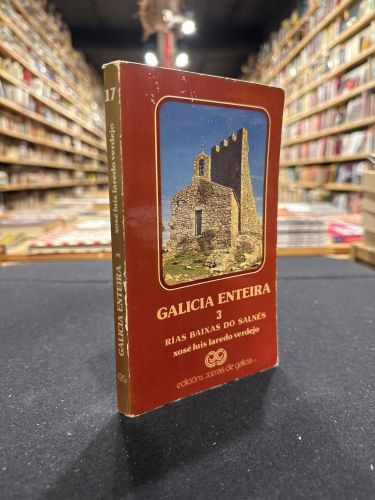 17
xosé luis laredo verdejo
GALICIA ENTEIRA 3
GALICIA ENTEIRA
3
RÍAS BAIXAS DO SALNÉS
xosé luís laredo verdejo
edicións xerais de galicia